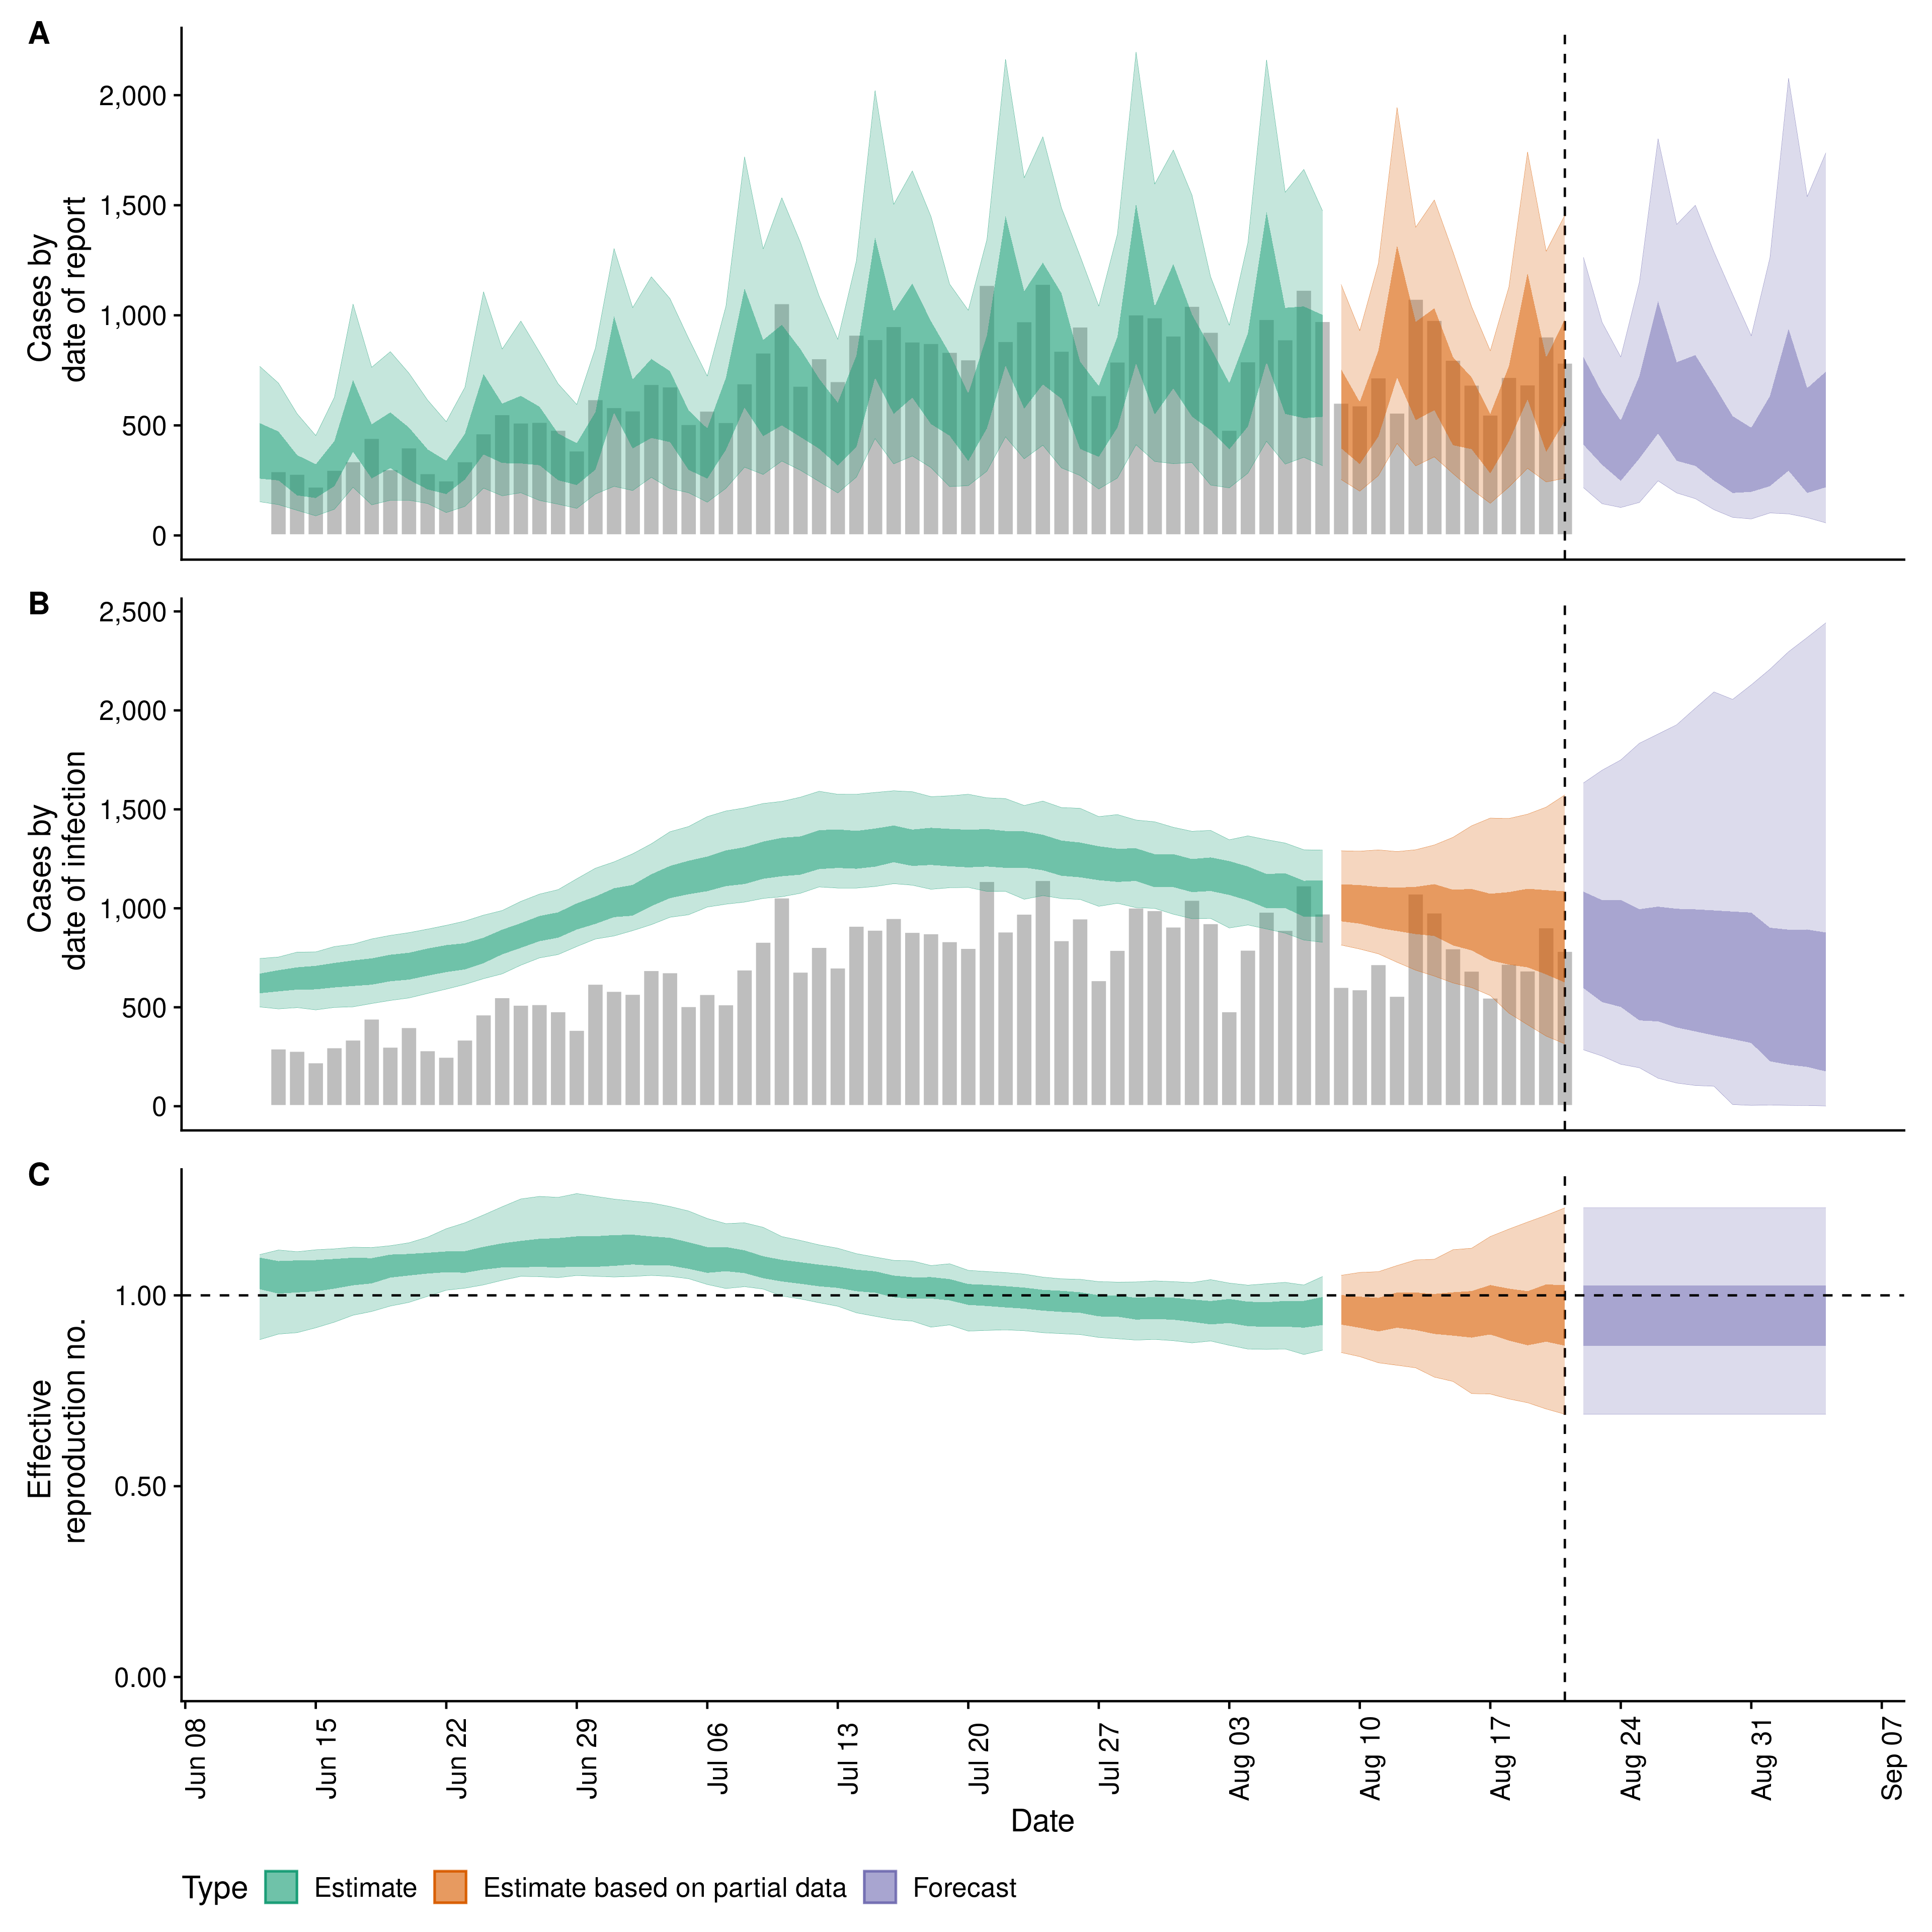 A
Cases by
date of report
2,000
1,500
1,000
500
0
B
Cases by
date of infection
2,500
2,000
1,500
1,000
500
0
C
Effective
reproduction no.
1.00
0.50
0.00
Jun 08
Jun 15
Jun 22
Jun 29
Jul 06
Jul 13
Jul 20
Jul 27
Aug 03
Aug 10
Aug 17
Aug 24
Aug 31
Sep 07
Date
Type Estimate Estimate based on partial data Forecast